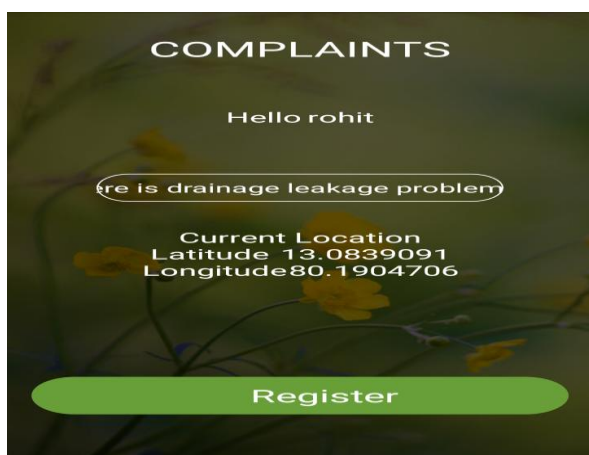 COMPLAINTS
Hello rohit
ere is drainage leakage problem
Current Location
Latitude 13.0839091
Longitude80.1904706
Register